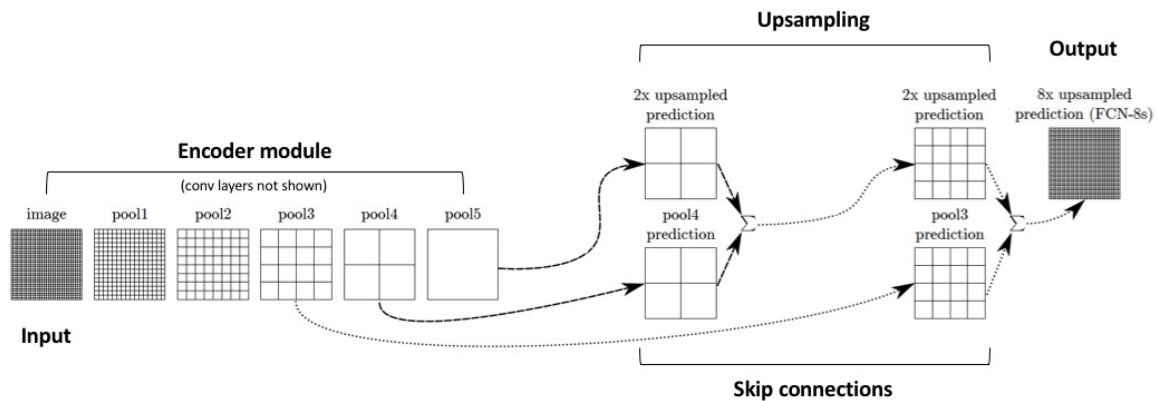 Upsampling
Output
2x upsampled
prediction
2x upsampled
prediction
8x upsampled
prediction (FCN-8s)
Encoder module
(conv layers not shown)
image
pool1
pool2
pool3
pool4
pool5
pool4
prediction
Σ
pool3
prediction
Σ
Input
Skip connections